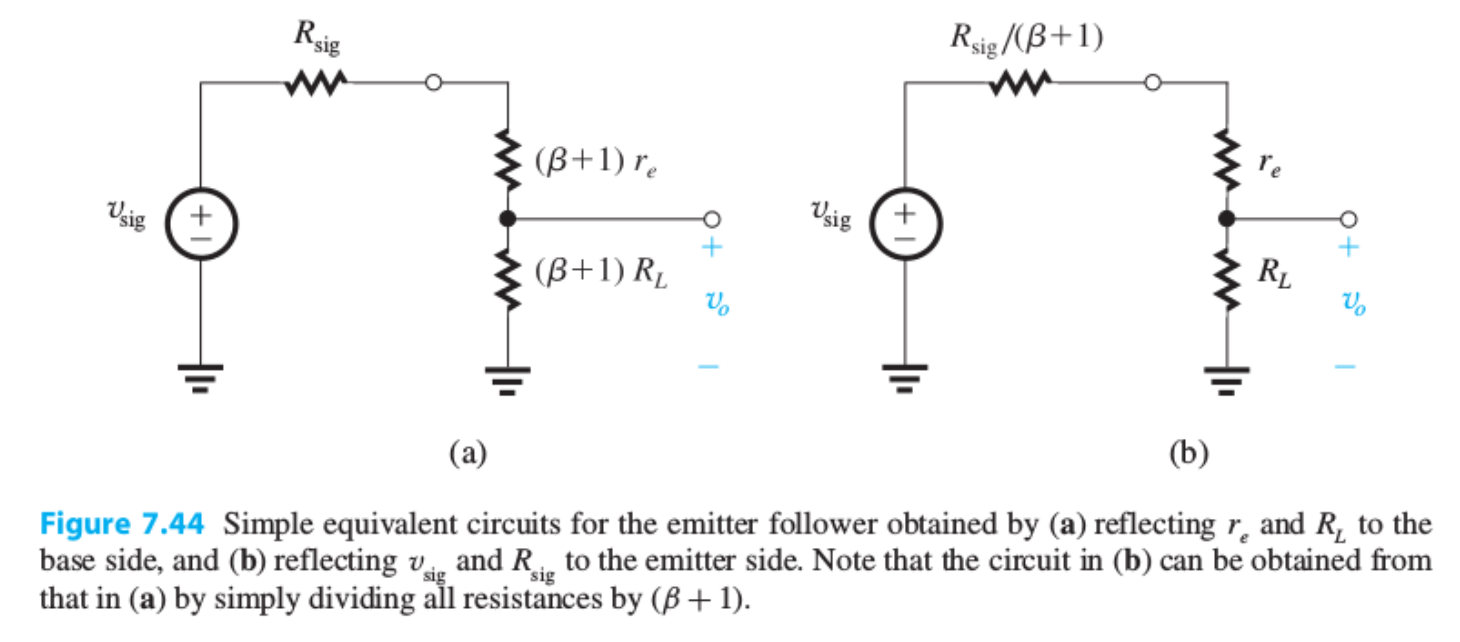 R_sig
R_sig/(β+1)
(β+1) r_e
r_e
v_sig
+
−
+
(β+1) R_L
v_o
−
v_sig
+
−
+
R_L
v_o
−
(a)
(b)
Figure 7.44 Simple equivalent circuits for the emitter follower obtained by (a) reflecting r_e and R_L to the
base side, and (b) reflecting v_sig and R_sig to the emitter side. Note that the circuit in (b) can be obtained from
that in (a) by simply dividing all resistances by (β + 1).